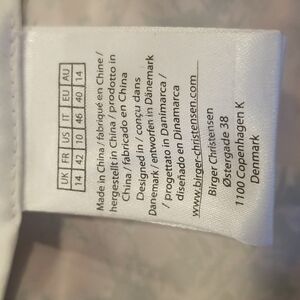 UK FR US IT EU AU
14 42 10 46 40 14
Made in China / fabriqué en Chine /
hergestellt in China / prodotto in
China / fabricado en China
Designed in / conçu dans
Danemark / entworfen in Dänemark
/ progettato in Danimarca /
diseñado en Dinamarca
www.birger-christensen.com
Birger Christensen
Østergade 38
1100 Copenhagen K
Denmark